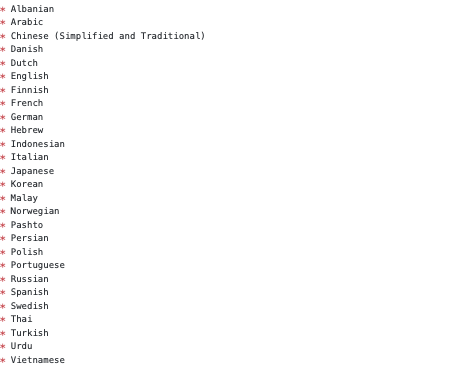 * Albanian
* Arabic
* Chinese (Simplified and Traditional)
* Danish
* Dutch
* English
* Finnish
* French
* German
* Hebrew
* Indonesian
* Italian
* Japanese
* Korean
* Malay
* Norwegian
* Pashto
* Persian
* Polish
* Portuguese
* Russian
* Spanish
* Swedish
* Thai
* Turkish
* Urdu
* Vietnamese